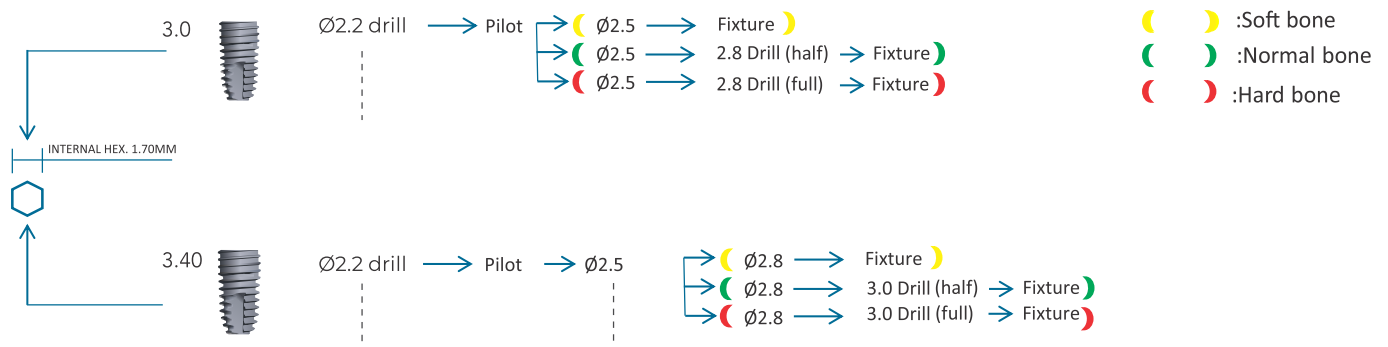 3.0 Ø2.2 drill Pilot Ø2.5 Fixture
Ø2.5 2.8 Drill (half) Fixture
Ø2.5 2.8 Drill (full) Fixture
:Soft bone
:Normal bone
:Hard bone
INTERNAL HEX. 1.70MM
3.40 Ø2.2 drill Pilot Ø2.5 Ø2.8 Fixture
Ø2.8 3.0 Drill (half) Fixture
Ø2.8 3.0 Drill (full) Fixture